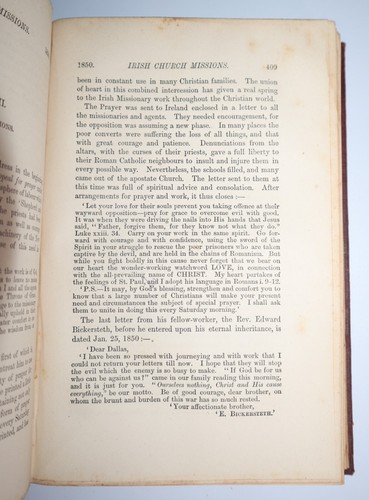 MISSIONS.
1850.
IRISH CHURCH MISSIONS.
409
been in constant use in many Christian families. The union
of heart in this combined intercession has given a real spring
to the Irish Missionary work throughout the Christian world.
The Prayer was sent to Ireland enclosed in a letter to all
the missionaries and agents. They needed encouragement, for
the opposition was assuming a new phase. In many places the
poor converts were suffering the loss of all things, and that
with great courage and patience. Denunciations from the
altars, with the curses of their priests, gave a full liberty to
their Roman Catholic neighbours to insult and injure them in
every possible way. Nevertheless, the schools filled, and many
came out of the apostate Church. The letter sent to them at
this time was full of spiritual advice and consolation. After
arrangements for prayer and work, it thus closes :—
'Let your love for their souls prevent you taking offence at their
wayward opposition—pray for grace to overcome evil with good.
It was when they were driving the nails into His hands that Jesus
said, "Father, forgive them, for they know not what they do."
Luke xxiii. 34. Carry on your work in the same spirit. Go for-
ward with courage and with confidence, using the sword of the
Spirit in your struggle to rescue the poor prisoners who are taken
captive by the devil, and are held in the chains of Romanism. But
while you fight boldly in this cause never forget that we bear on
our heart the wonder-working watchword LOVE, in connection
with the all-prevailing name of CHRIST. My heart partakes of
the feelings of St. Paul, and I adopt his language in Romans i. 9-12.
'P.S.—It may, by God's blessing, strengthen and comfort you to
know that a large number of Christians will make your present
need and circumstances the subject of special prayer. I shall ask
them to unite in doing this every Saturday morning.'
The last letter from his fellow-worker, the Rev. Edward
Bickersteth, before he entered upon his eternal inheritance, is
dated Jan. 25, 1850:—
'Dear Dallas,
'I have been so pressed with journeying and with work that I
could not return your letters till now. I hope that they will stop
the evil which the enemy is so busy to make. "If God be for us
who can be against us?" came in our family reading this morning,
and it is just for you. "Ourselves nothing, Christ and His cause
everything," be our motto. Be of good courage, dear brother, on
whom the brunt and burden of this war has so much rested.
'Your affectionate brother,
'E. BICKERSTETH.'